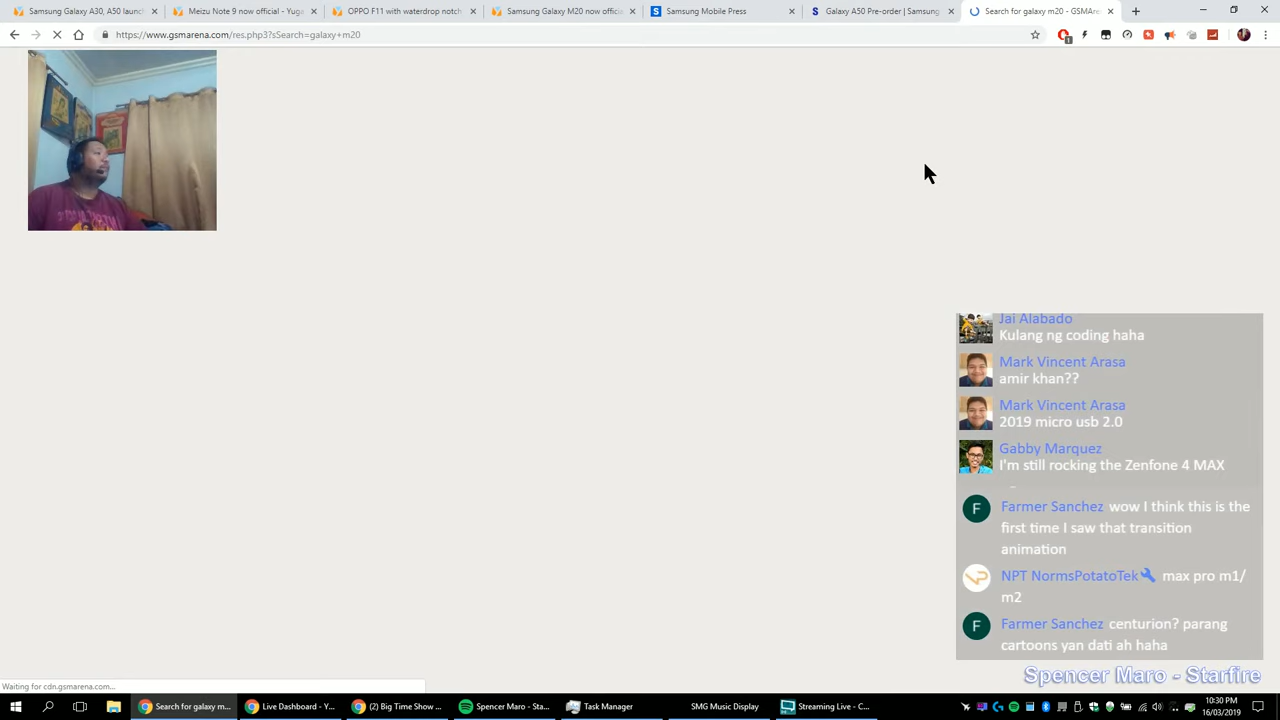 Samsung Galaxy A30, A50 launch
Meizu Note 9 now official - Yuga
OPPO F11 with waterdrop notch
Samsung Galaxy M20 now offici
Samsung Mobile Press
Galaxy A50 Pre-order | Samsung
Search for galaxy m20 - GSMAre
https://www.gsmarena.com/res.php3?sSearch=galaxy+m20
Jai Alabado
Kulang ng coding haha
Mark Vincent Arasa
amir khan??
Mark Vincent Arasa
2019 micro usb 2.0
Gabby Marquez
I'm still rocking the Zenfone 4 MAX
F
Farmer Sanchez wow I think this is the
first time I saw that transition
animation
NPT NormsPotatoTek max pro m1/
m2
F
Farmer Sanchez centurion? parang
cartoons yan dati ah haha
Spencer Maro - Starfire
Waiting for cdn.gsmarena.com...
Search for galaxy m...
Live Dashboard - Y...
(2) Big Time Show ...
Spencer Maro - Sta...
Task Manager
SMG Music Display
Streaming Live - C...
10:30 PM
16/03/2019